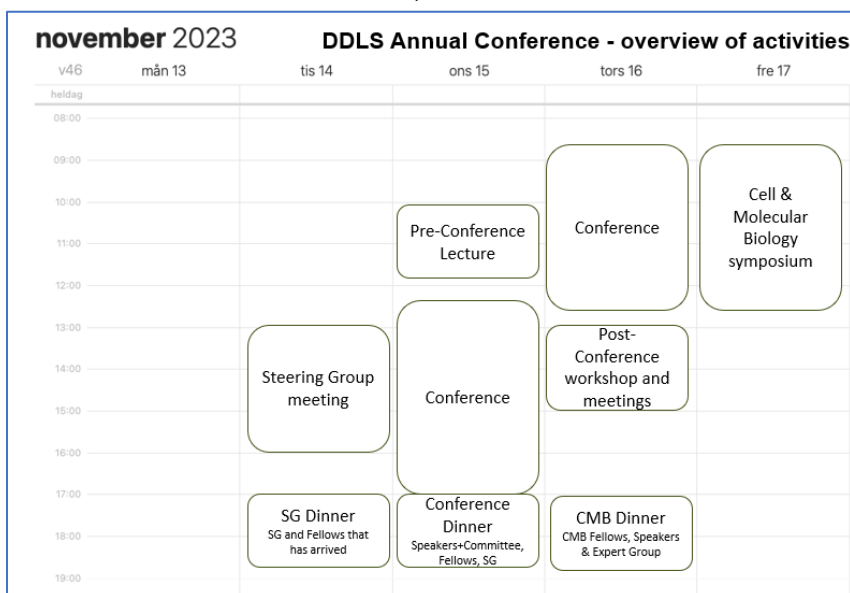 november 2023
DDLS Annual Conference - overview of activities
v46
mån 13
tis 14
ons 15
tors 16
fre 17
heldag
08:00
09:00
10:00
11:00
12:00
13:00
14:00
15:00
16:00
17:00
18:00
19:00
Steering Group
meeting
SG Dinner
SG and Fellows that
has arrived
Pre-Conference
Lecture
Conference
Conference
Dinner
Speakers+Committee,
Fellows, SG
Conference
Post-
Conference
workshop and
meetings
CMB Dinner
CMB Fellows, Speakers
& Expert Group
Cell &
Molecular
Biology
symposium